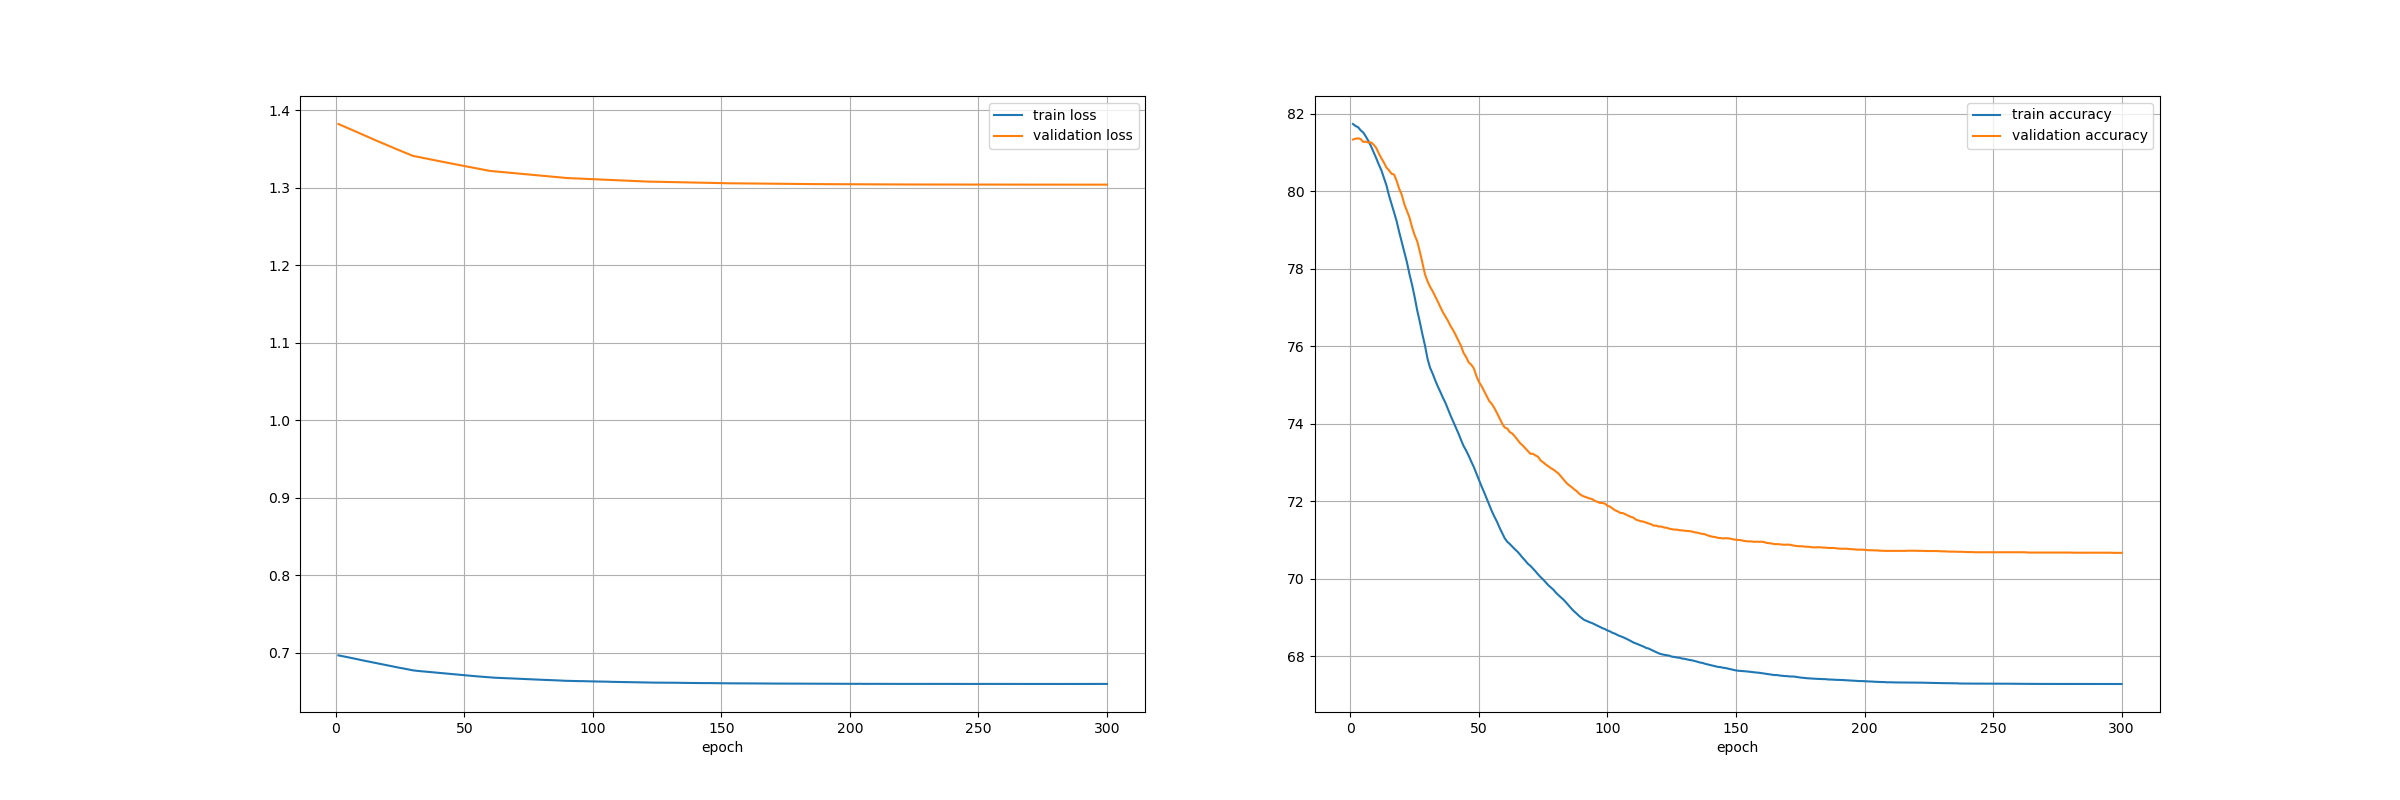 1.4
1.3
1.2
1.1
1.0
0.9
0.8
0.7
0 50 100 150 200 250 300
epoch
train loss
validation loss
82
80
78
76
74
72
70
68
0 50 100 150 200 250 300
epoch
train accuracy
validation accuracy